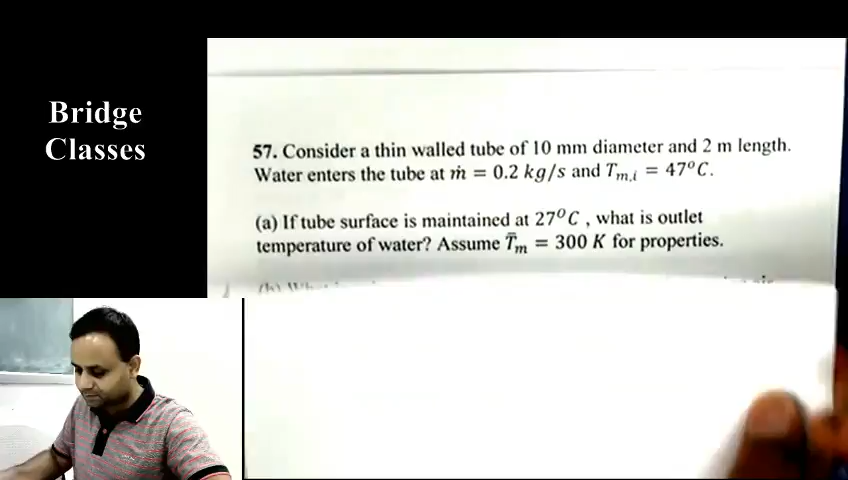 Bridge
Classes
57. Consider a thin walled tube of 10 mm diameter and 2 m length.
Water enters the tube at ṁ = 0.2 kg/s and Tm,i = 47°C.
(a) If tube surface is maintained at 27°C , what is outlet
temperature of water? Assume T̄m = 300 K for properties.